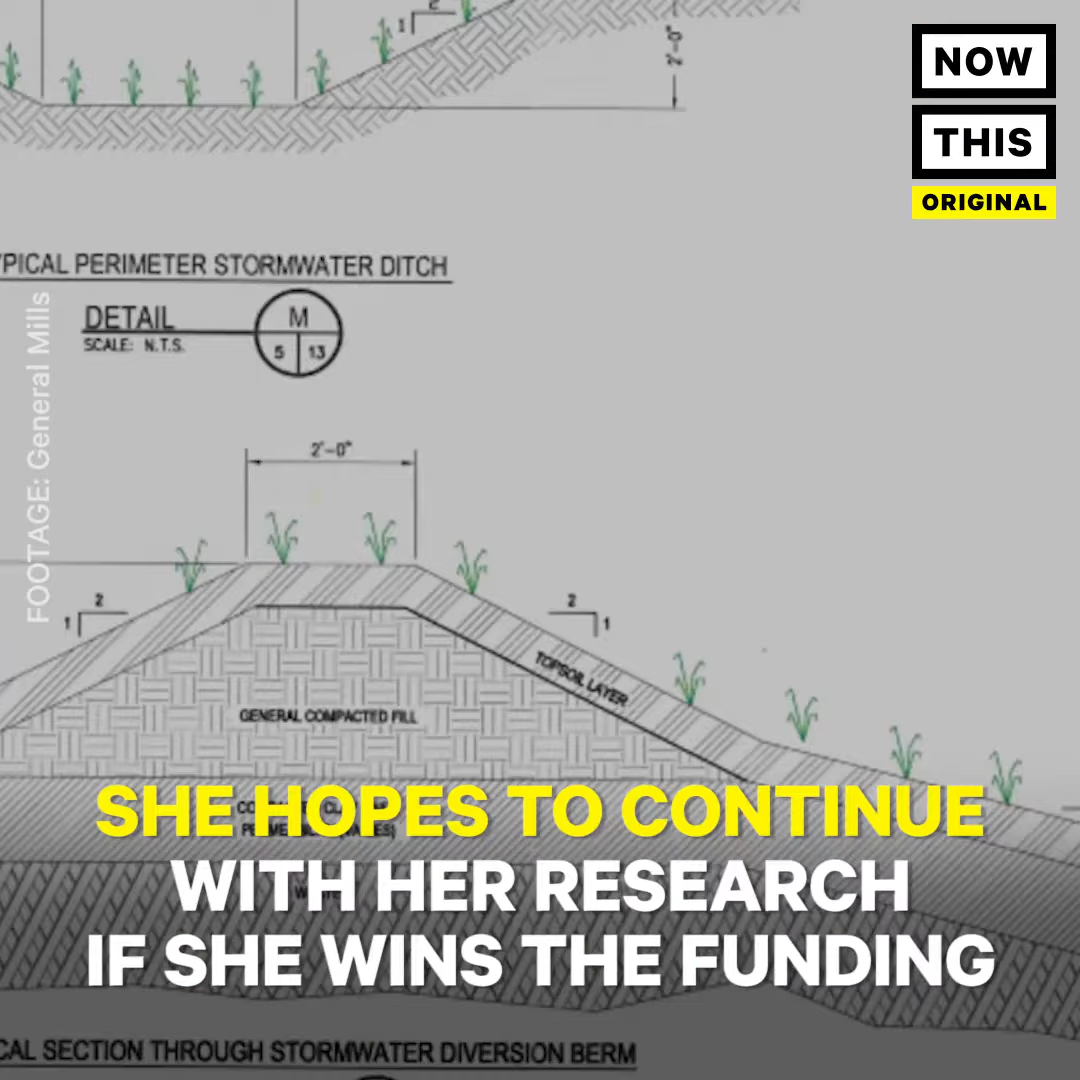 2
1
2'-0"
NOW
THIS
ORIGINAL
YPICAL PERIMETER STORMWATER DITCH
DETAIL
SCALE: N.T.S.
M
5 13
FOOTAGE: General Mills
2'-0"
2
1
2
1
TOPSOIL LAYER
GENERAL COMPACTED FILL
SHE HOPES TO CONTINUE
WITH HER RESEARCH
IF SHE WINS THE FUNDING
CAL SECTION THROUGH STORMWATER DIVERSION BERM